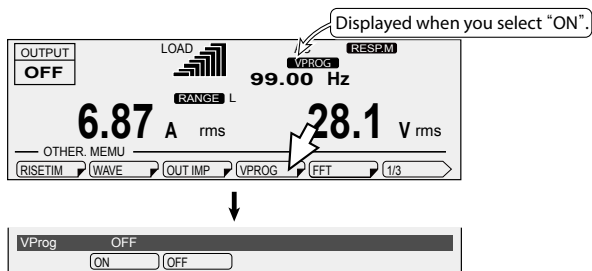 Displayed when you select “ON”.
OUTPUT
OFF
LOAD
RESP.M
VPROG
99.00 Hz
RANGE L
6.87 A rms
28.1 V rms
OTHER. MEMU
RISETIM WAVE OUT IMP VPROG FFT 1/3
VProg OFF
ON OFF